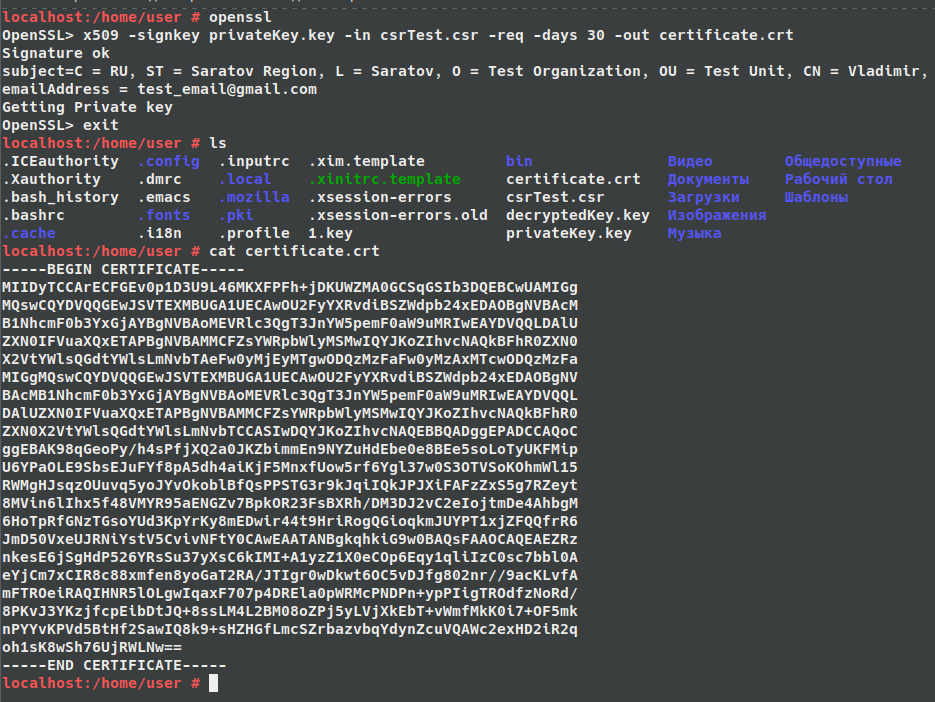 localhost:/home/user # openssl
OpenSSL> x509 -signkey privateKey.key -in csrTest.csr -req -days 30 -out certificate.crt
Signature ok
subject=C = RU, ST = Saratov Region, L = Saratov, O = Test Organization, OU = Test Unit, CN = Vladimir,
emailAddress = test_email@gmail.com
Getting Private key
OpenSSL> exit
localhost:/home/user # ls
.ICEauthority .config .inputrc .xim.template bin Видео Общедоступные
.Xauthority .dmrc .local .xinitrc.template certificate.crt Документы Рабочий стол
.bash_history .emacs .mozilla .xsession-errors csrTest.csr Загрузки Шаблоны
.bashrc .fonts .pki .xsession-errors.old decryptedKey.key Изображения
.cache .i18n .profile 1.key privateKey.key Музыка
localhost:/home/user # cat certificate.crt
-----BEGIN CERTIFICATE-----
MIIDyTCCArECFGEv0p1D3U9L46MKXFPFh+jDKUWZMA0GCSqGSIb3DQEBCwUAMIGg
MQswCQYDVQQGEwJSVTEXMBUGA1UECAwOU2FyYXRvdiBSZWdpb24xEDAOBgNVBAcM
B1NhcmF0b3YxGjAYBgNVBAoMEVRlc3QgT3JnYW5pemF0aW9uMRIwEAYDVQQLDAlU
ZXN0IFVuaXQxETAPBgNVBAMMCFZsYWRpbWlyMSMwIQYJKoZIhvcNAQkBFhR0ZXN0
X2VtYWlsQGdtYWlsLmNvbTAeFw0yMjEyMTgwODQzMzFaFw0yMzAxMTcwODQzMzFa
MIGgMQswCQYDVQQGEwJSVTEXMBUGA1UECAwOU2FyYXRvdiBSZWdpb24xEDAOBgNV
BAcMB1NhcmF0b3YxGjAYBgNVBAoMEVRlc3QgT3JnYW5pemF0aW9uMRIwEAYDVQQL
DAlUZXN0IFVuaXQxETAPBgNVBAMMCFZsYWRpbWlyMSMwIQYJKoZIhvcNAQkBFhR0
ZXN0X2VtYWlsQGdtYWlsLmNvbTCCASIwDQYJKoZIhvcNAQEBBQADggEPADCCAQoC
ggEBAK98qGeoPy/h4sPfjXQ2a0JKZbimmEn9NYZuHdEbe0e8BEe5soLoTyUKFMip
U6YPaOLE9SbsEJuFYf8pA5dh4aiKjF5MnxfUow5rf6Ygl37w0S3OTVSoKOhmWl15
RWMgHJsqzOUuvq5yoJYvOkoblBfQsPPSTG3r9kJqiIQkJPJXiFAFzZxS5g7RZeyt
8MVin6lIhx5f48VMYR95aENGZv7BpkOR23FsBXRh/DM3DJ2vC2eIojtmDe4AhbgM
6HoTpRfGNzTGsoYUd3KpYrKy8mEDwir44t9HriRogQGioqkmJUYPT1xjZFQQfrR6
JmD50VxeUJRNiYstV5CvivNFtY0CAwEAATANBgkqhkiG9w0BAQsFAAOCAQEAEZRz
nkesE6jSgHdP526YRsSu37yXsC6kIMI+A1yzZ1X0eCOp6Eqy1qliIzC0sc7bbl0A
eYjCm7xCIR8c88xmfen8yoGaT2RA/JTIgr0wDkwt6OC5vDJfg802nr//9acKLvfA
mFTROeiRAQIHNR5lOLgwIqaxF707p4DRELa0pWRMcPNDPn+ypPIigTROdfzNoRd/
8PKvJ3YKzjfcpEibDtJQ+8ssLM4L2BM08oZPj5yLVjXkEbT+vWmfMkK0i7+OF5mk
nPYYvKPVd5BtHf2SawIQ8k9+sHZHGfLmcSZrbazvbqYdynZcuVQAWc2exHD2iR2q
oh1sK8wSh76UjRWLNw==
-----END CERTIFICATE-----
localhost:/home/user #